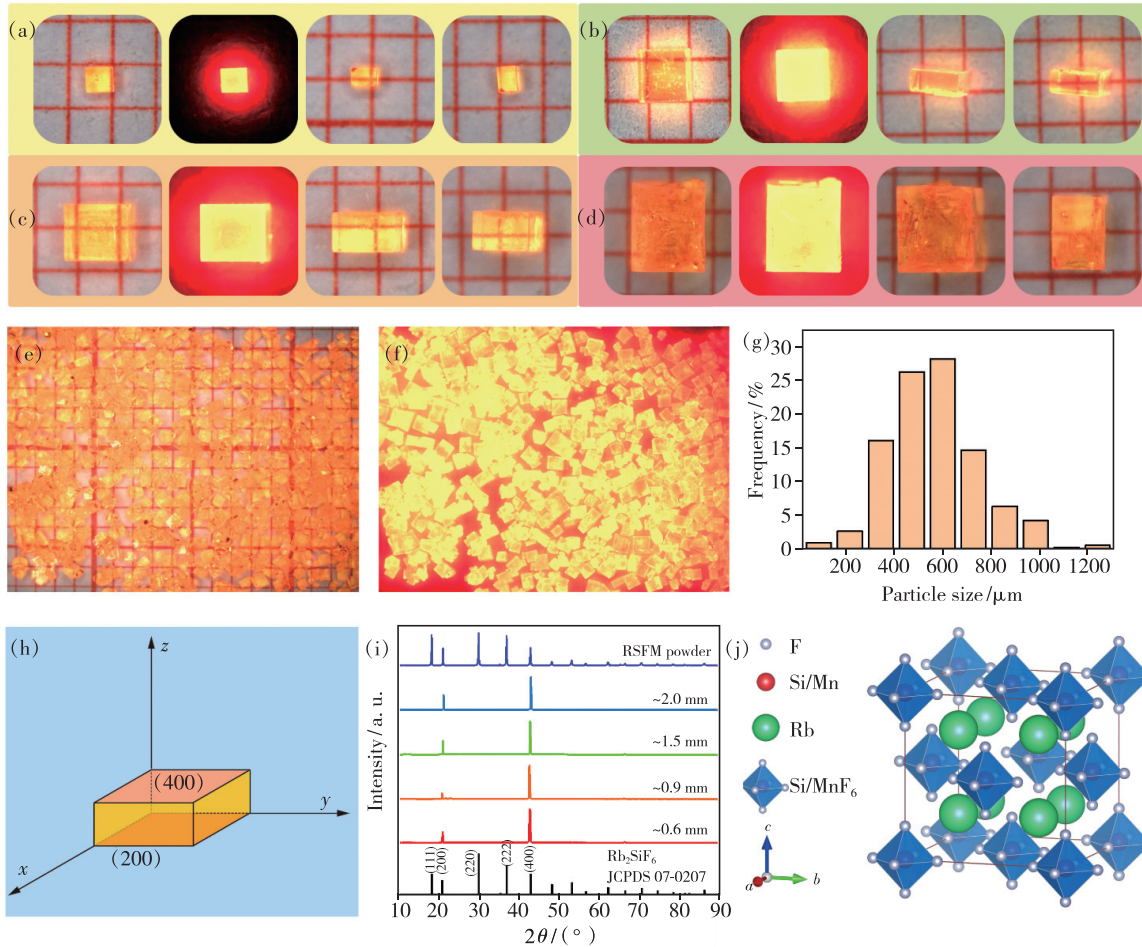 (a)
(b)
(c)
(d)
(e)
(f)
(g)
30
25
20
15
10
5
0
Frequency/%
200 400 600 800 1000 1200
Particle size/μm
(h)
z
(400)
y
x
(200)
(i)
RSFM powder
~2.0 mm
~1.5 mm
~0.9 mm
~0.6 mm
Intensity/a. u.
(111)
(200)
(220)
(222)
(400)
Rb₂SiF₆
JCPDS 07-0207
10 20 30 40 50 60 70 80 90
2θ/(°)
(j)
F
Si/Mn
Rb
Si/MnF₆
c
a
b